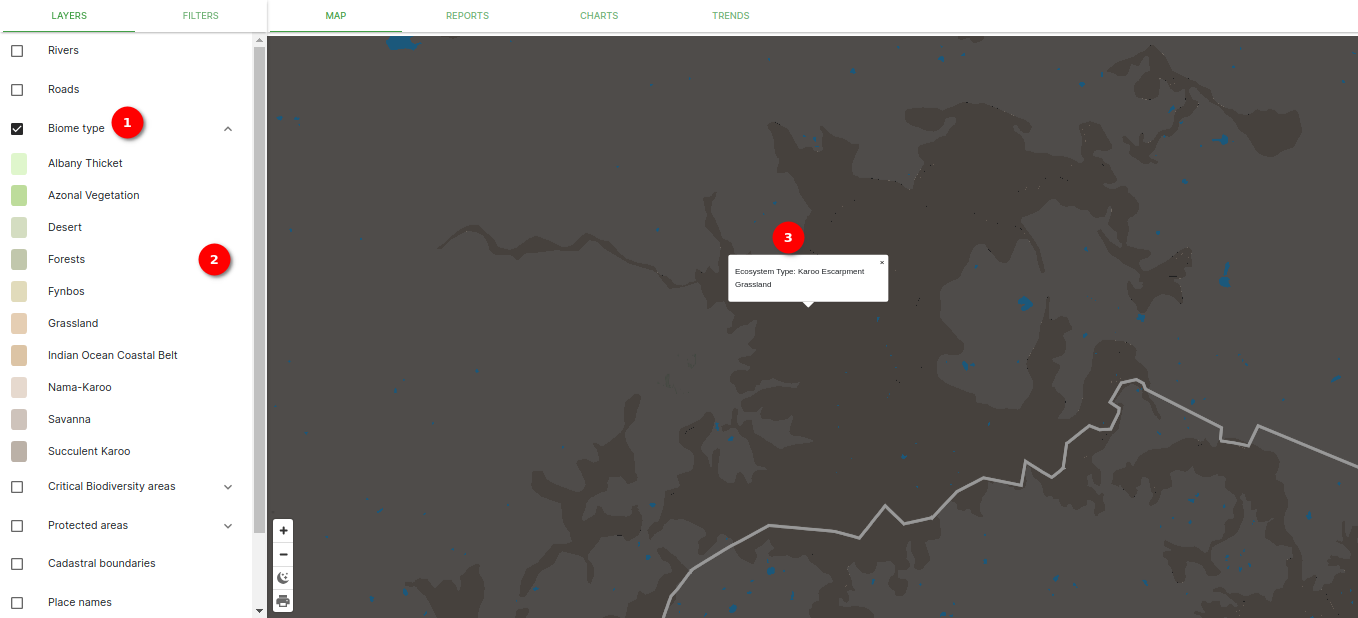 LAYERS
FILTERS
MAP
REPORTS
CHARTS
TRENDS
Rivers
Roads
Biome type
1
Albany Thicket
Azonal Vegetation
Desert
Forests
2
Fynbos
Grassland
Indian Ocean Coastal Belt
Nama-Karoo
Savanna
Succulent Karoo
Critical Biodiversity areas
Protected areas
Cadastral boundaries
Place names
3
×
Ecosystem Type: Karoo Escarpment
Grassland
+
−